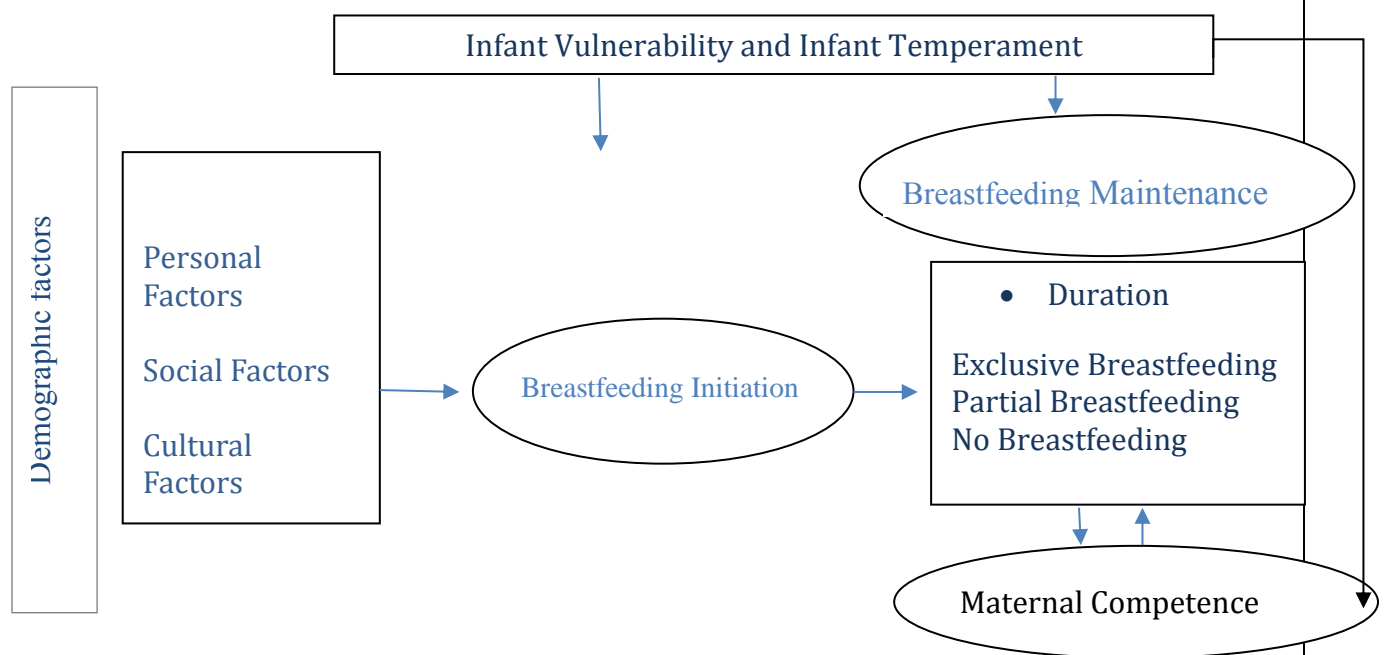 Infant Vulnerability and Infant Temperament
Demographic factors
Personal
Factors
Social Factors
Cultural
Factors
Breastfeeding Initiation
Breastfeeding Maintenance
• Duration
Exclusive Breastfeeding
Partial Breastfeeding
No Breastfeeding
Maternal Competence